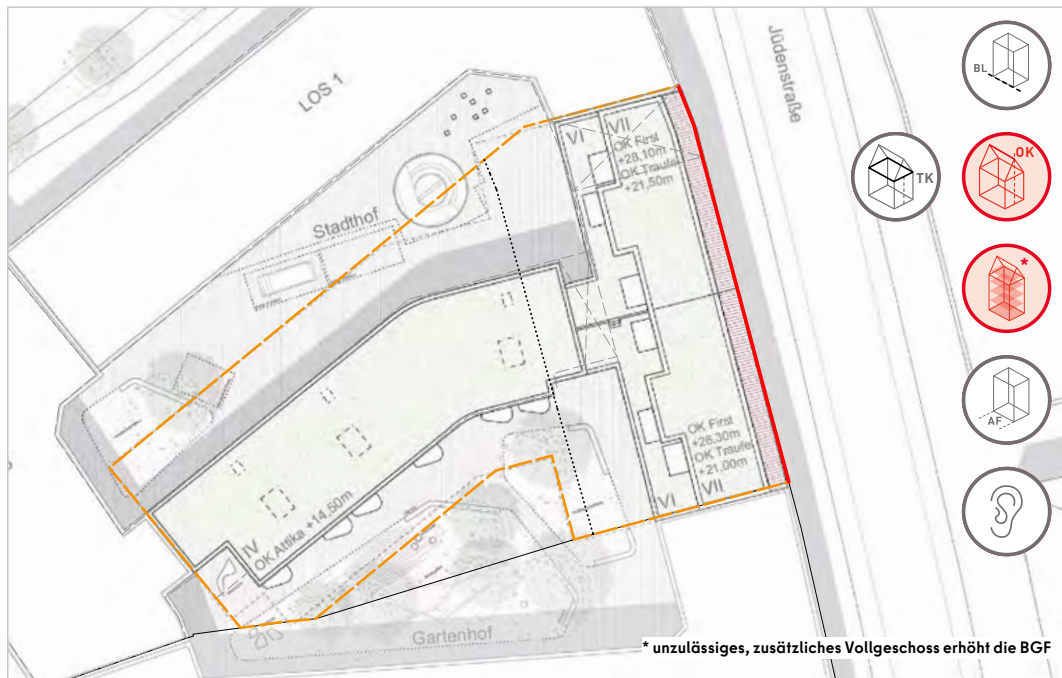 LOS 1
Jüdenstraße
BL
VI
VII
OK First
+28,10m
OK Traufe
+21,50m
OK
TK
Stadthof
*
OK First
+28,30m
OK Traufe
+21,00m
AF
VI
VII
IV
OK Attika +14,50m
Gartenhof
* unzulässiges, zusätzliches Vollgeschoss erhöht die BGF